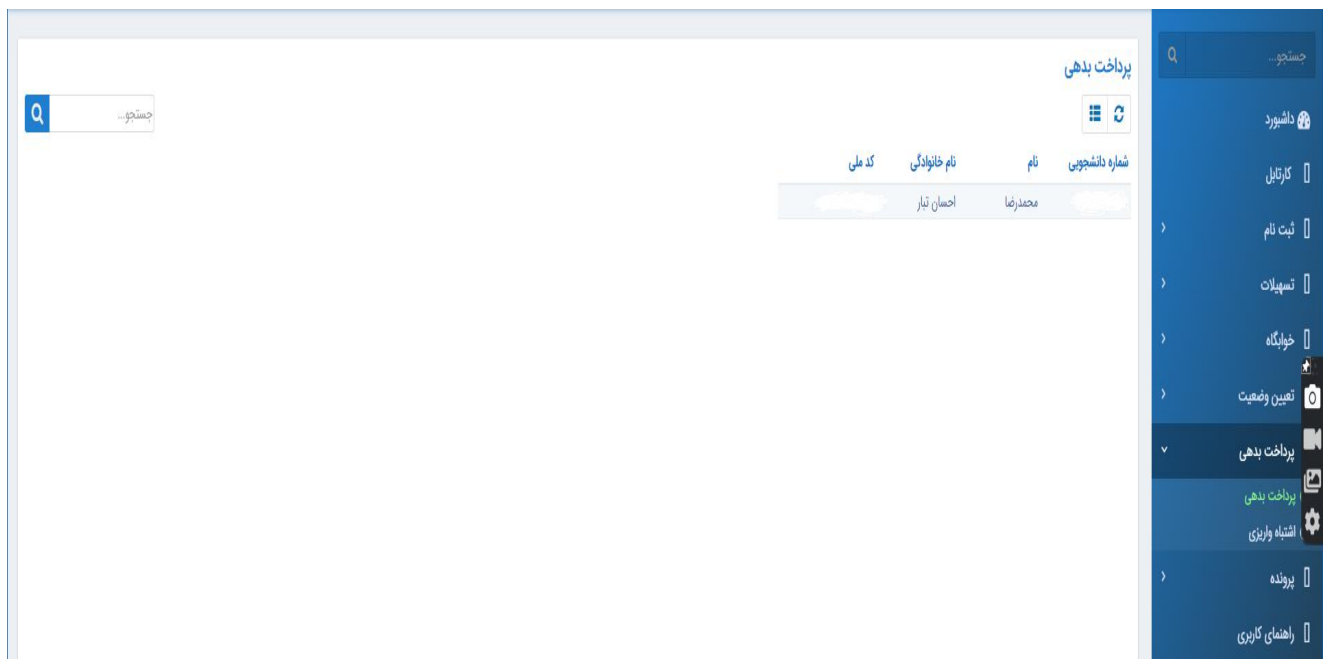 جستجو...
داشبورد
کارتابل
ثبت نام
تسهیلات
خوابگاه
تعیین وضعیت
پرداخت بدهی
پرداخت بدهی
اشتباه واریزی
پرونده
راهنمای کاربری
پرداخت بدهی
جستجو...
شماره دانشجویی نام نام خانوادگی کد ملی
محمدرضا احسان تبار